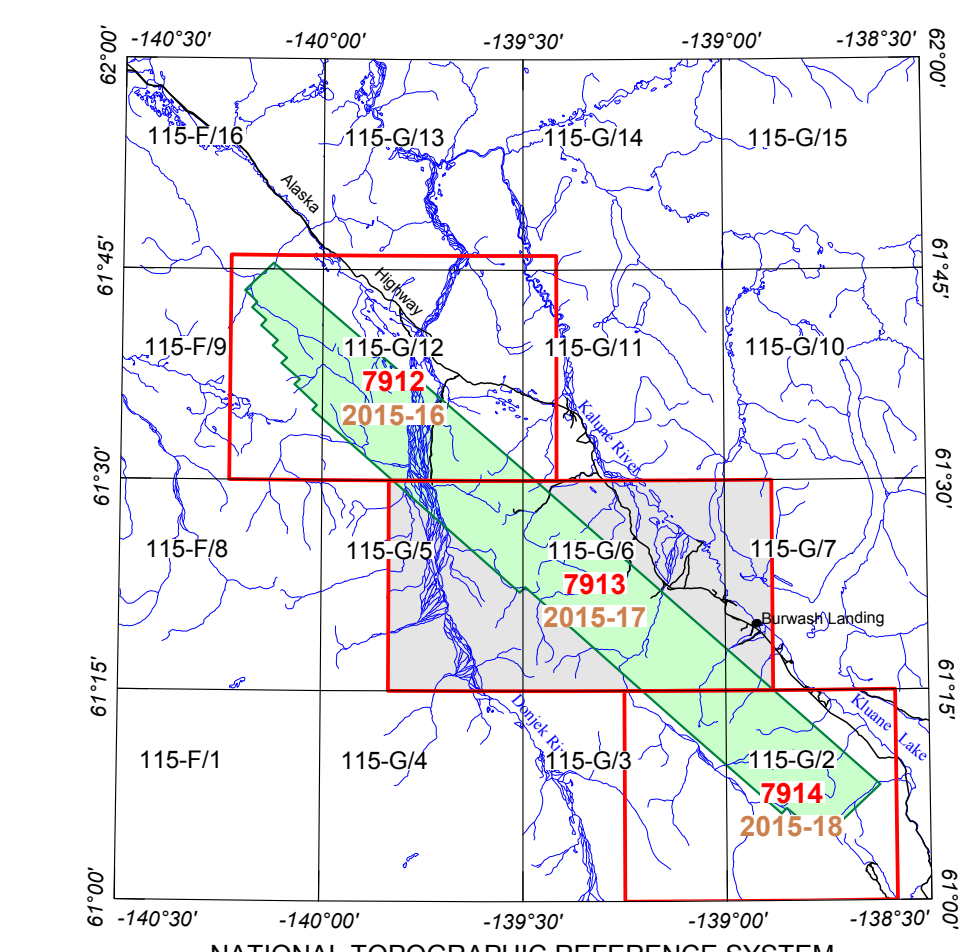 -140°30' -140°00' -139°30' -139°00' -138°30'
62°00' 62°00'
115-F/16 115-G/13 115-G/14 115-G/15
Alaska
61°45' 61°45'
Highway
115-F/9 115-G/12 115-G/11 115-G/10
7912
2015-16
Kalune River
61°30' 61°30'
115-F/8 115-G/5 115-G/6 115-G/7
7913
2015-17
Burwash Landing
61°15' 61°15'
Kluane Lake
Donjek
115-F/1 115-G/4 115-G/3 115-G/2
7914
2015-18
61°00' 61°00'
-140°30' -140°00' -139°30' -139°00' -138°30'
NATIONAL TOPOGRAPHIC REFERENCE SYSTEM